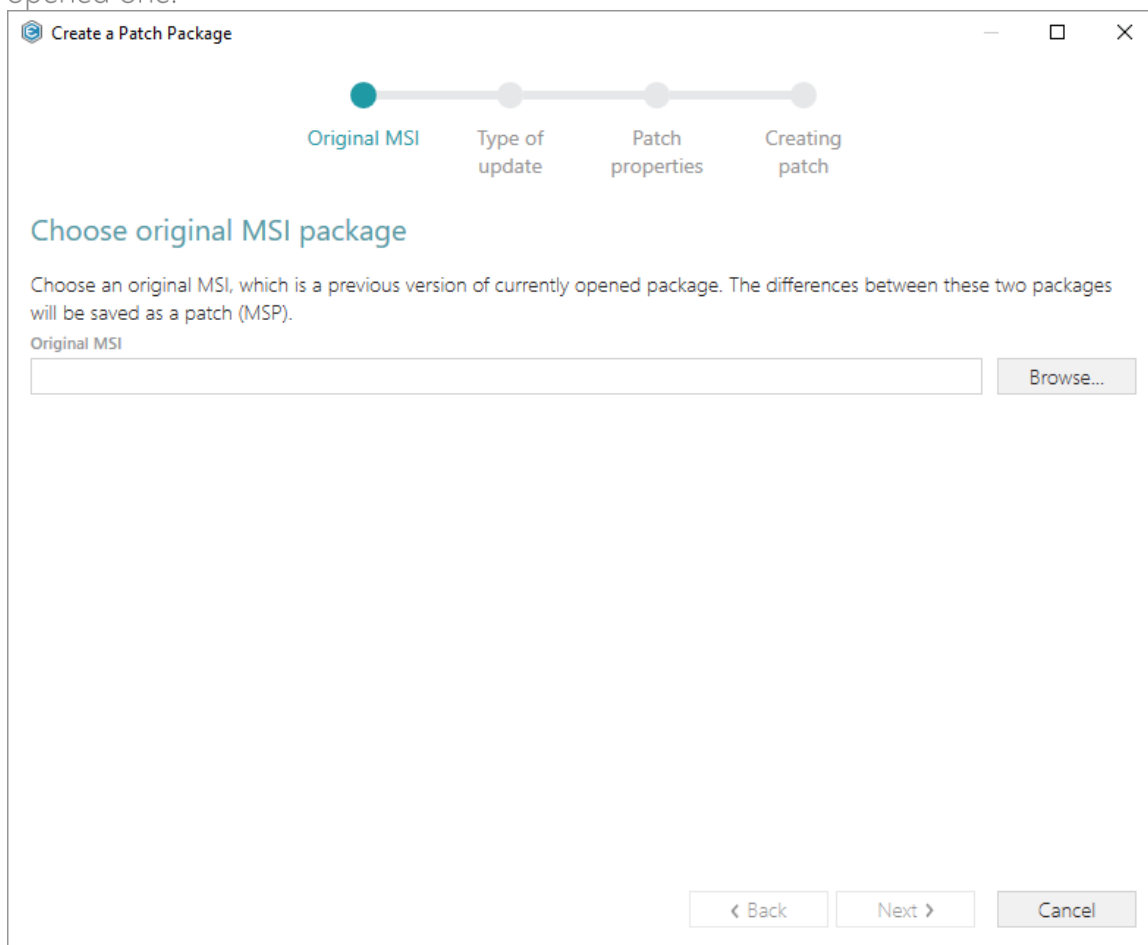 opened one.
Create a Patch Package
Original MSI
Type of
update
Patch
properties
Creating
patch
Choose original MSI package
Choose an original MSI, which is a previous version of currently opened package. The differences between these two packages
will be saved as a patch (MSP).
Original MSI
Browse...
Back
Next
Cancel